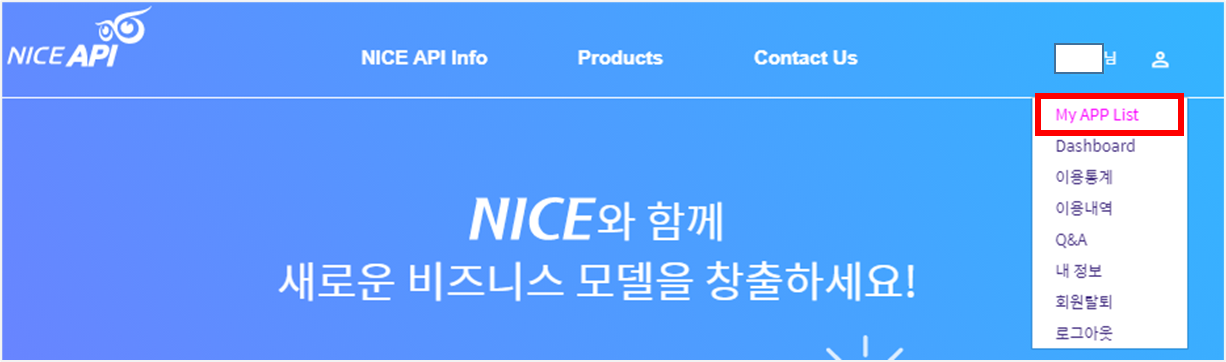 NICE API
NICE API Info
Products
Contact Us
님
My APP List
Dashboard
이용통계
이용내역
Q&A
내 정보
회원탈퇴
로그아웃
NICE와 함께
새로운 비즈니스 모델을 창출하세요!